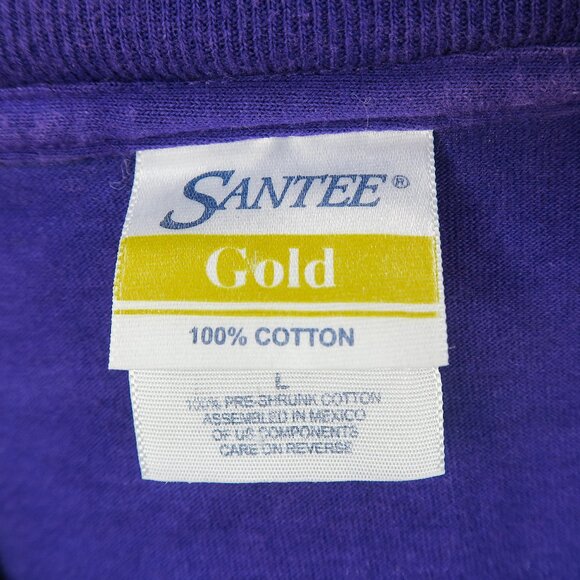 SANTEE®
Gold
100% COTTON
L
100% PRE-SHRUNK COTTON
ASSEMBLED IN MEXICO
OF US COMPONENTS
CARE ON REVERSE